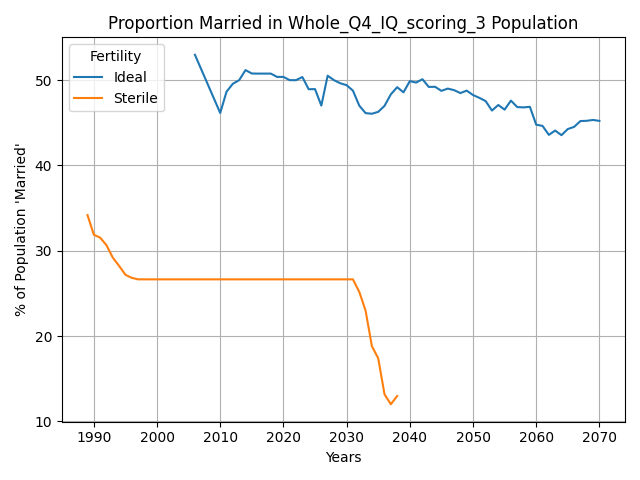 Proportion Married in Whole_Q4_IQ_scoring_3 Population
Fertility
Ideal
Sterile
% of Population 'Married'
50
40
30
20
10
1990 2000 2010 2020 2030 2040 2050 2060 2070
Years